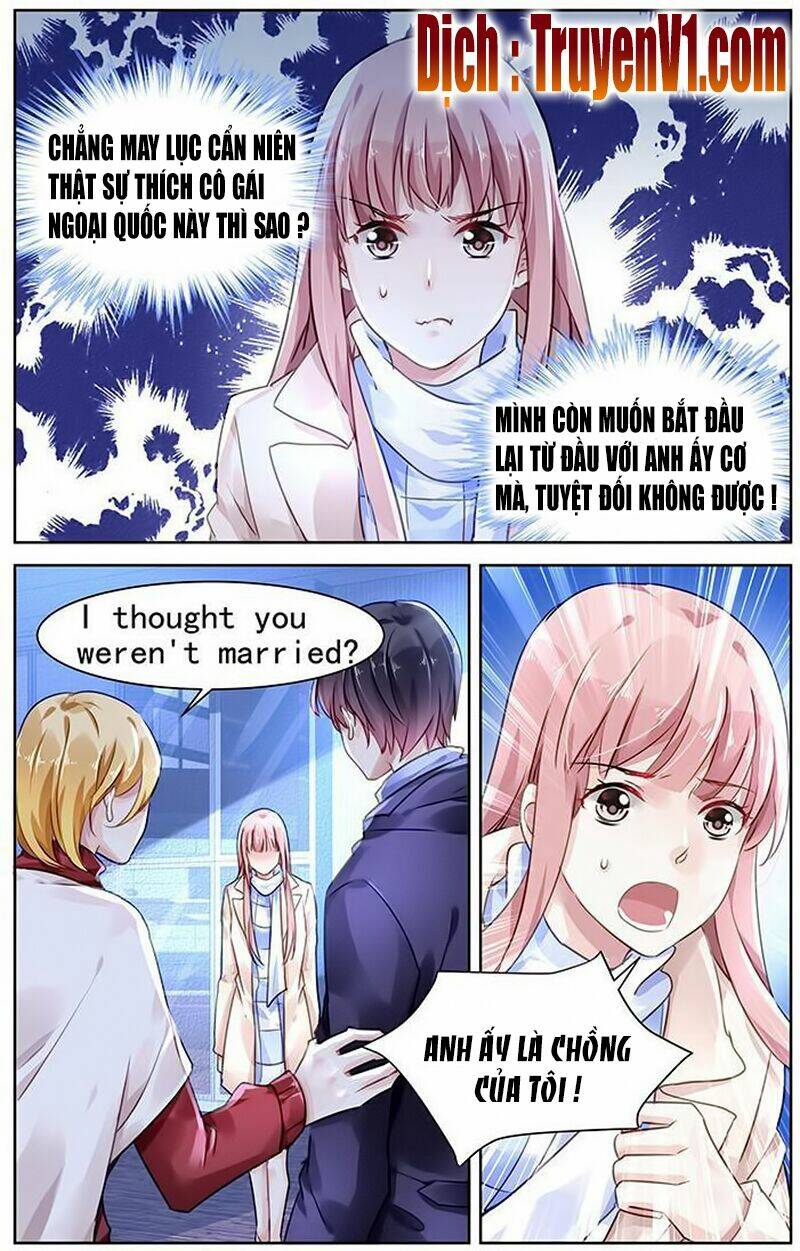 Dịch : TruyenV1.com
CHẲNG MAY LỤC CẨN NIÊN
THẬT SỰ THÍCH CÔ GÁI
NGOẠI QUỐC NÀY THÌ SAO ?
MÌNH CÒN MUỐN BẮT ĐẦU
LẠI TỪ ĐẦU VỚI ANH ẤY CƠ
MÀ, TUYỆT ĐỐI KHÔNG ĐƯỢC !
I thought you
weren't married?
ANH ẤY LÀ CHỒNG
CỦA TÔI !